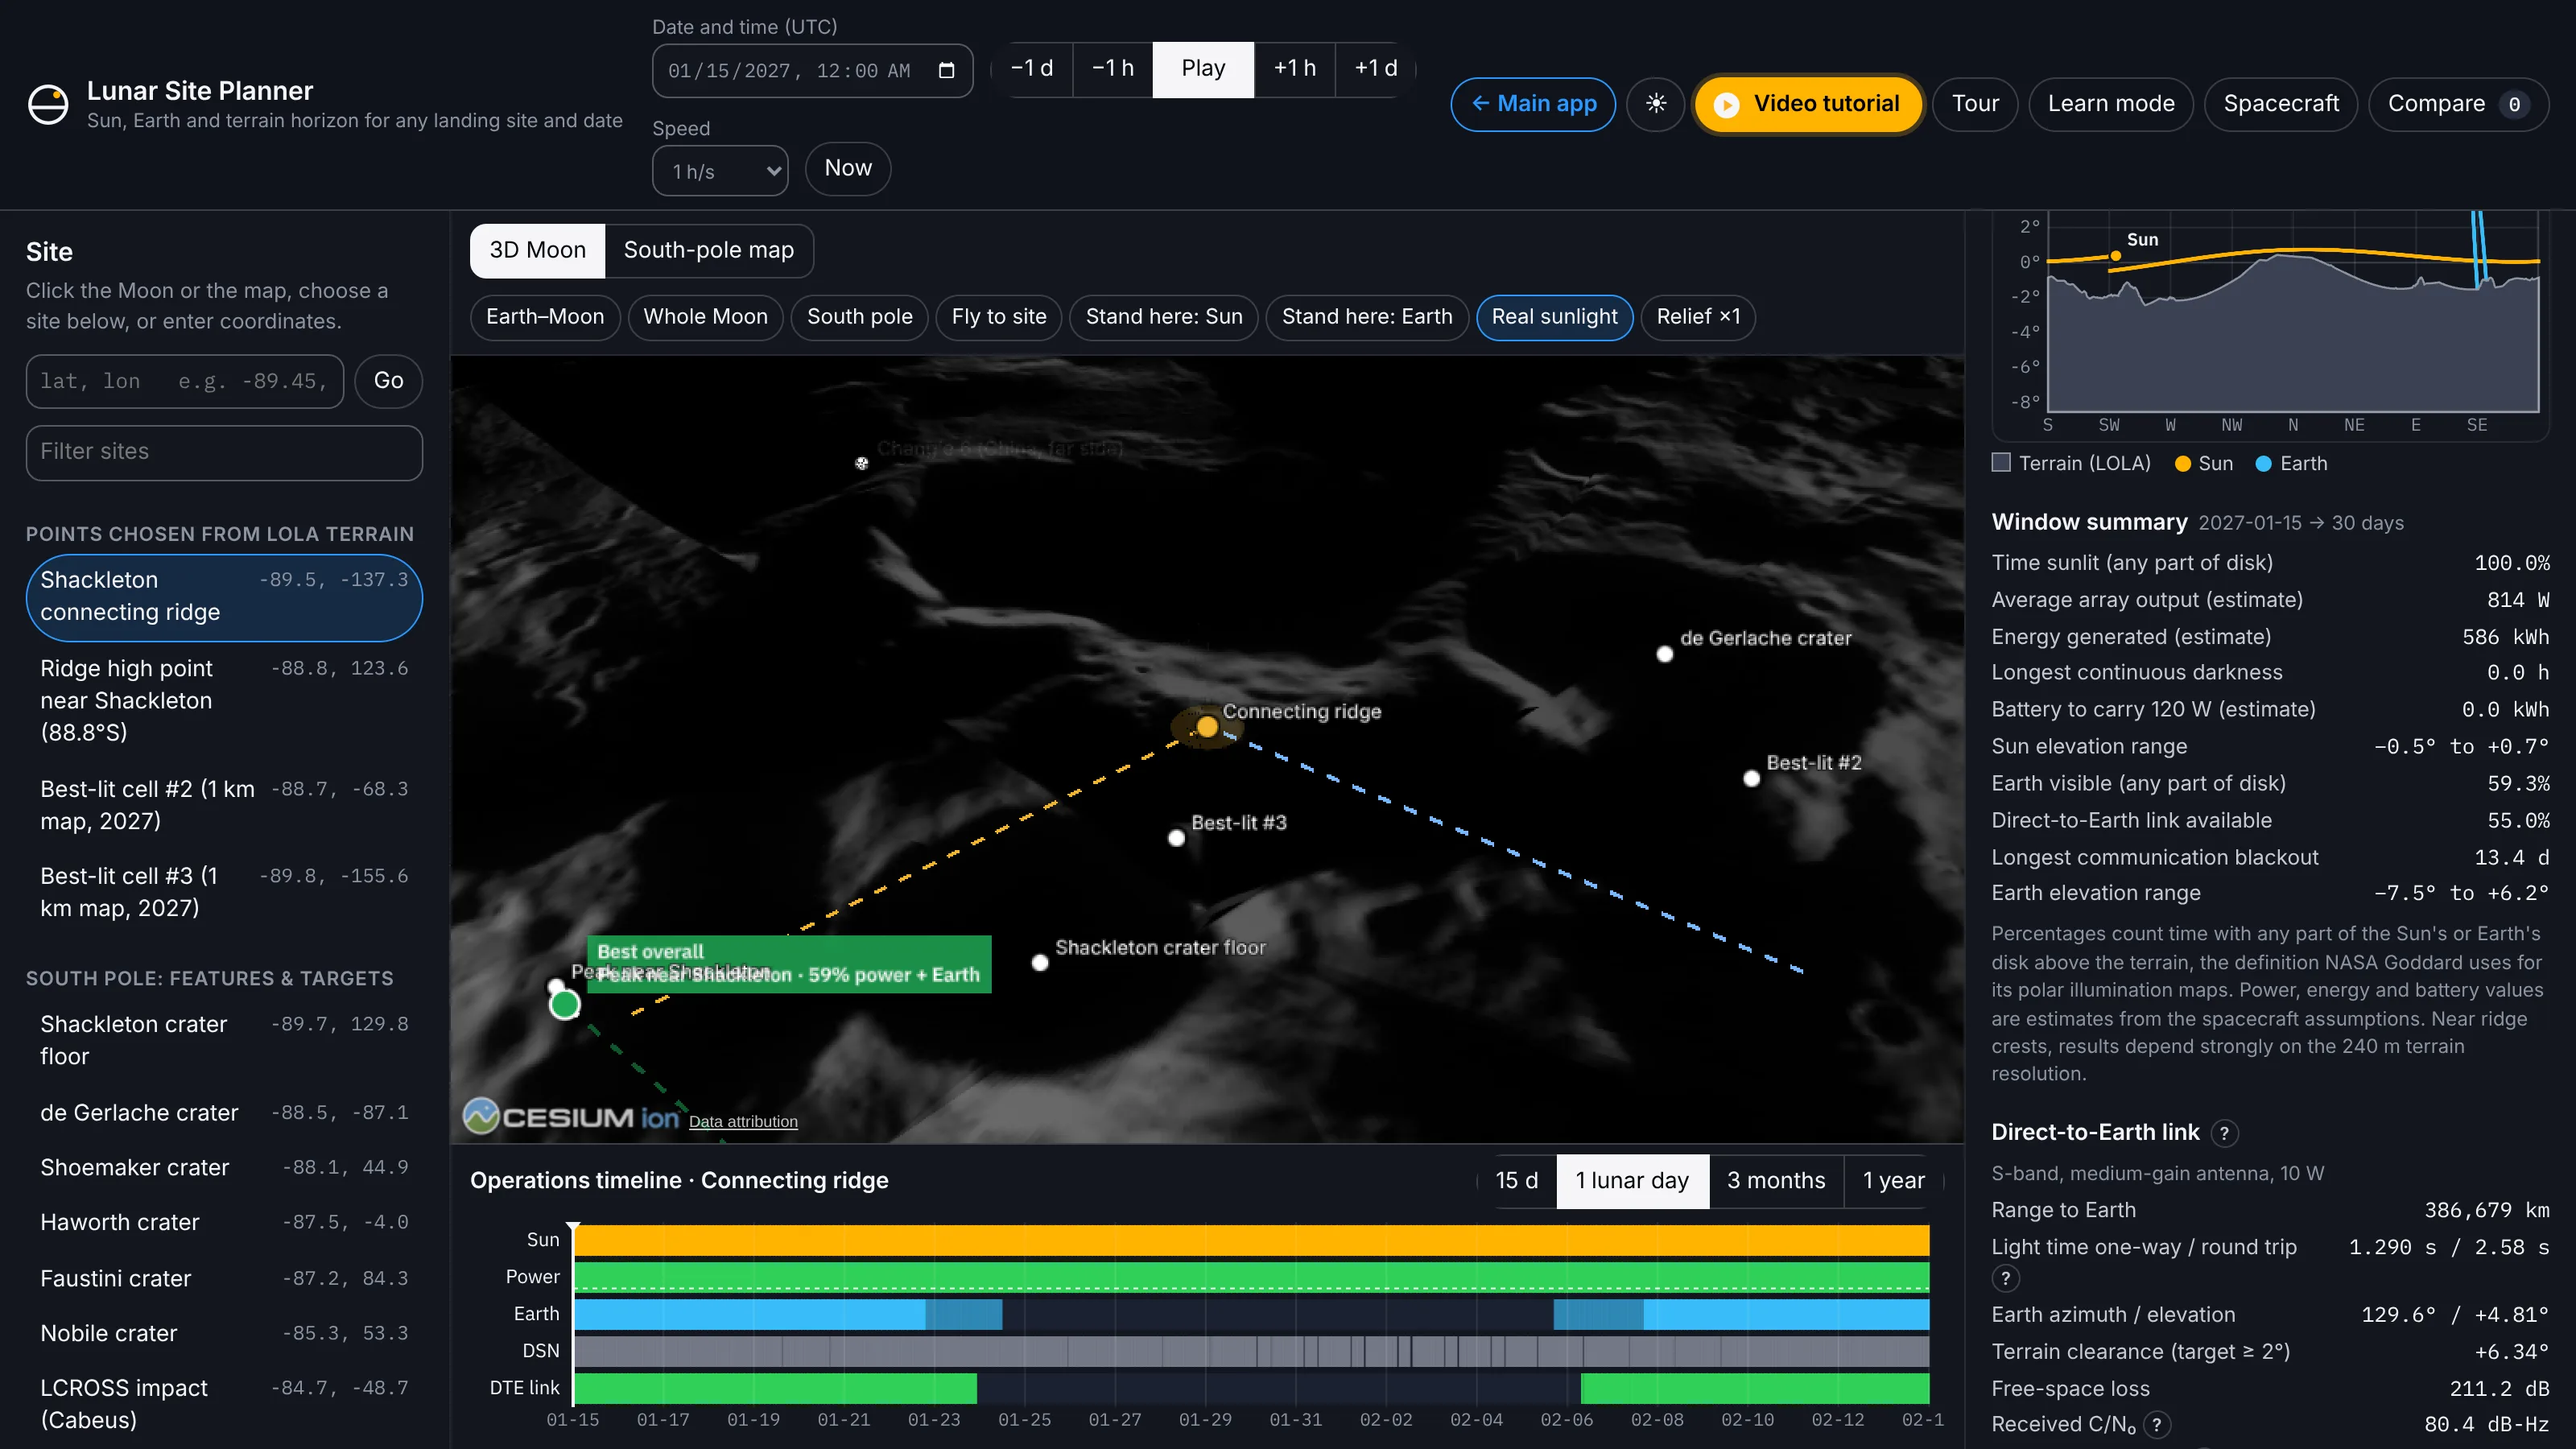 Lunar Site Planner
Sun, Earth and terrain horizon for any landing site and date
Date and time (UTC)
01/15/2027, 12:00 AM
−1 d
−1 h
Play
+1 h
+1 d
Speed
1 h/s
Now
← Main app
Video tutorial
Tour
Learn mode
Spacecraft
Compare 0
Site
Click the Moon or the map, choose a
site below, or enter coordinates.
lat, lon e.g. -89.45,
Go
Filter sites
POINTS CHOSEN FROM LOLA TERRAIN
Shackleton -89.5, -137.3
connecting ridge
Ridge high point -88.8, 123.6
near Shackleton
(88.8°S)
Best-lit cell #2 (1 km -88.7, -68.3
map, 2027)
Best-lit cell #3 (1 -89.8, -155.6
km map, 2027)
SOUTH POLE: FEATURES & TARGETS
Shackleton crater -89.7, 129.8
floor
de Gerlache crater -88.5, -87.1
Shoemaker crater -88.1, 44.9
Haworth crater -87.5, -4.0
Faustini crater -87.2, 84.3
Nobile crater -85.3, 53.3
LCROSS impact -84.7, -48.7
(Cabeus)
3D Moon
South-pole map
Earth–Moon
Whole Moon
South pole
Fly to site
Stand here: Sun
Stand here: Earth
Real sunlight
Relief ×1
Chang'e 6 (China, far side)
de Gerlache crater
Connecting ridge
Best-lit #2
Best-lit #3
Shackleton crater floor
Best overall
Peak near Shackleton
Peak near Shackleton · 59% power + Earth
CESIUM ion
Data attribution
Operations timeline · Connecting ridge
15 d
1 lunar day
3 months
1 year
Sun
Power
Earth
DSN
DTE link
01-15 01-17 01-19 01-21 01-23 01-25 01-27 01-29 01-31 02-02 02-04 02-06 02-08 02-10 02-12 02-1
2°
0°
-2°
-4°
-6°
-8°
Sun
S SW W NW N NE E SE
Terrain (LOLA) Sun Earth
Window summary 2027-01-15 → 30 days
Time sunlit (any part of disk) 100.0%
Average array output (estimate) 814 W
Energy generated (estimate) 586 kWh
Longest continuous darkness 0.0 h
Battery to carry 120 W (estimate) 0.0 kWh
Sun elevation range −0.5° to +0.7°
Earth visible (any part of disk) 59.3%
Direct-to-Earth link available 55.0%
Longest communication blackout 13.4 d
Earth elevation range −7.5° to +6.2°
Percentages count time with any part of the Sun's or Earth's
disk above the terrain, the definition NASA Goddard uses for
its polar illumination maps. Power, energy and battery values
are estimates from the spacecraft assumptions. Near ridge
crests, results depend strongly on the 240 m terrain
resolution.
Direct-to-Earth link ?
S-band, medium-gain antenna, 10 W
Range to Earth 386,679 km
Light time one-way / round trip 1.290 s / 2.58 s
?
Earth azimuth / elevation 129.6° / +4.81°
Terrain clearance (target ≥ 2°) +6.34°
Free-space loss 211.2 dB
Received C/N₀ ? 80.4 dB-Hz